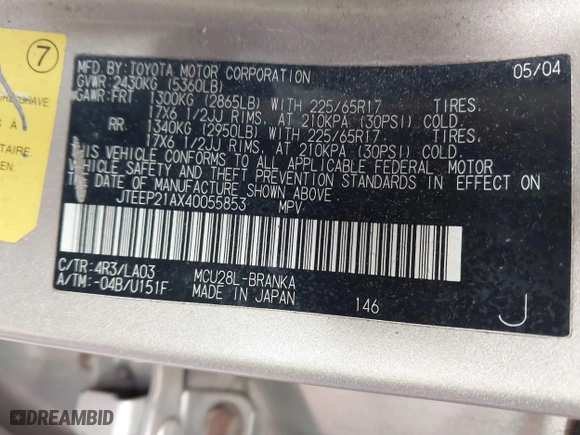 7
MFD.BY:TOYOTA MOTOR CORPORATION 05/04
GVWR:2430KG (5360LB)
GAWR:FRT 1300KG (2865LB) WITH 225/65R17 TIRES.
17X6 1/2JJ RIMS. AT 210KPA (30PSI) COLD.
RR 1340KG (2950LB) WITH 225/65R17 TIRES.
17X6 1/2JJ RIMS. AT 210KPA (30PSI) COLD.
THIS VEHICLE CONFORMS TO ALL APPLICABLE FEDERAL MOTOR
VEHICLE SAFETY AND THEFT PREVENTION STANDARDS IN EFFECT ON
THE DATE OF MANUFACTURE SHOWN ABOVE.
JTEEP21AX40055853 MPV
C/TR:4R3/LA03 MCU28L-BRANKA
A/TM:-04B/U151F MADE IN JAPAN 146 J
DREAMBID